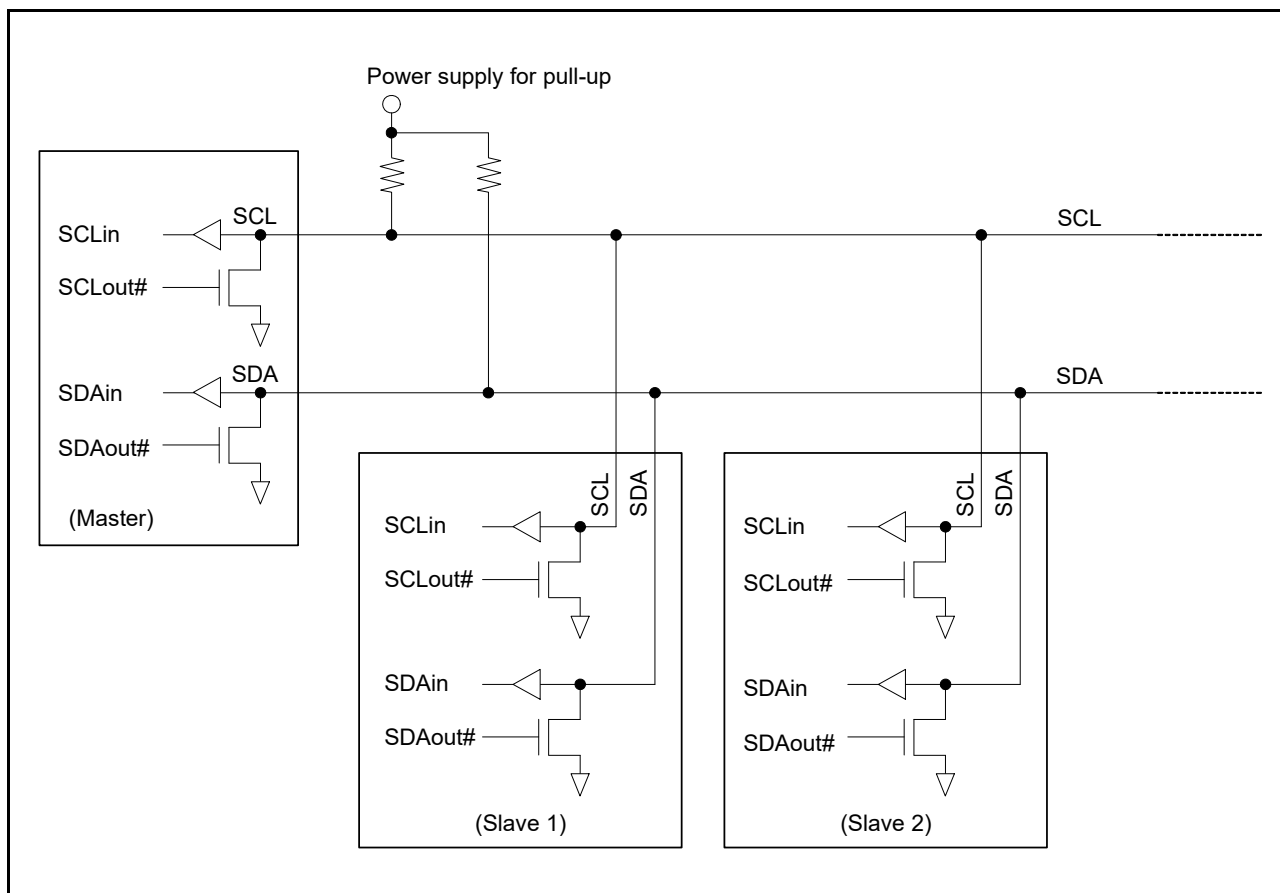 Power supply for pull-up
SCL
SCLin
SCLout#
SDA
SDAin
SDAout#
(Master)
SCL
SDA
SCL
SDA
SCLin
SCLout#
SDAin
SDAout#
(Slave 1)
SCL
SDA
SCLin
SCLout#
SDAin
SDAout#
(Slave 2)